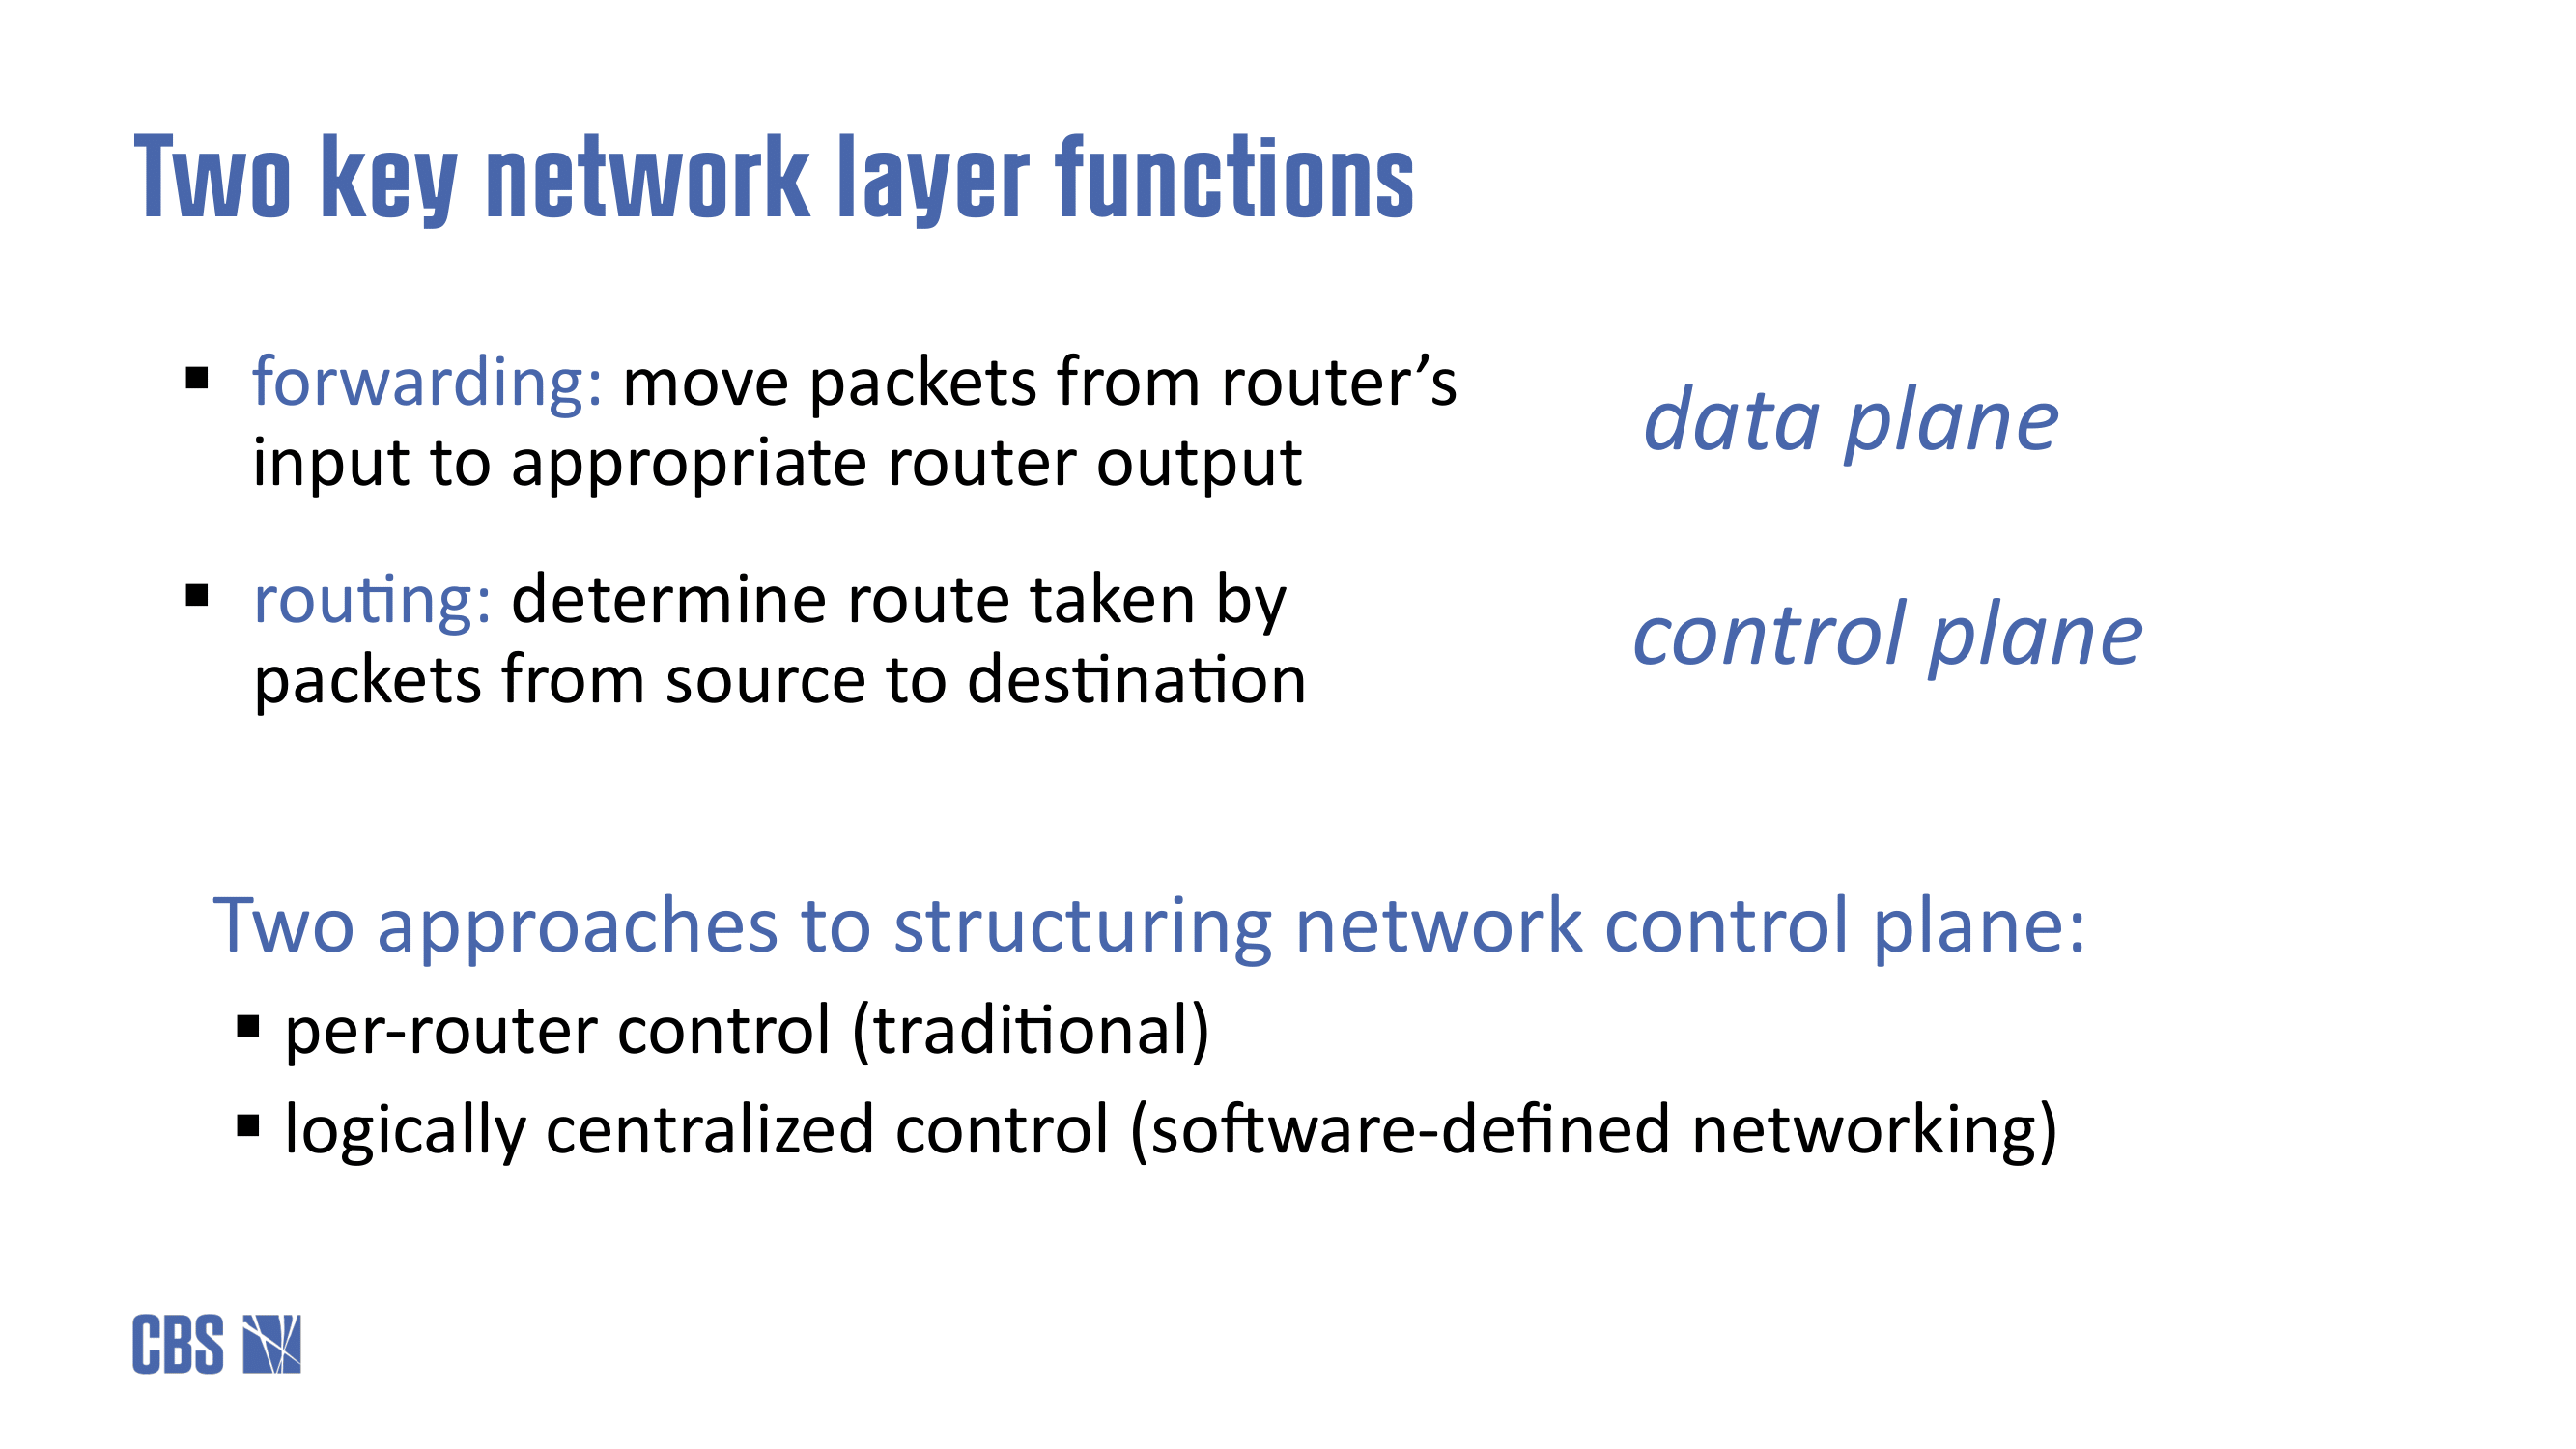 Two key network layer functions
▪ forwarding: move packets from router’s
input to appropriate router output
data plane
▪ routing: determine route taken by
packets from source to destination
control plane
Two approaches to structuring network control plane:
▪ per-router control (traditional)
▪ logically centralized control (software-defined networking)
CBS